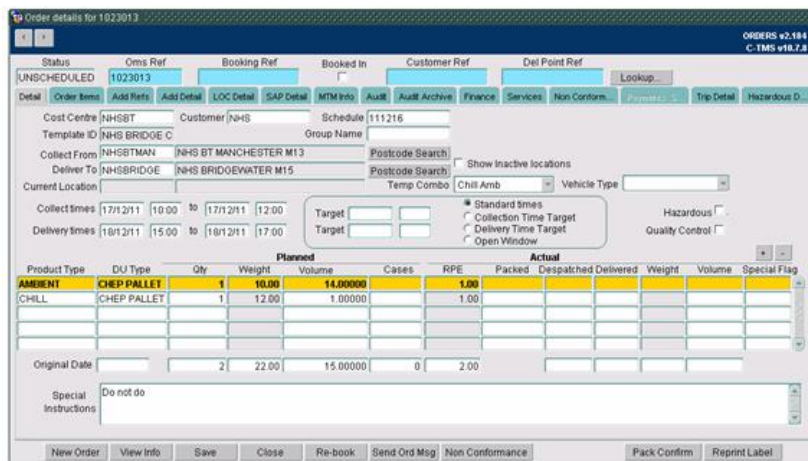 Order details for 1023013
ORDERS v2.184
C-TMS v10.7.0
Status Oms Ref Booking Ref Booked In Customer Ref Del Point Ref
UNSCHEDULED 1023013 Lookup...
Detail Order Items Add Refs Add Detail LOC Detail SAP Detail MTM Info Audit Audit Archive Finance Services Non Conform... Trip Detail Hazardous D...
Cost Centre NHSBT Customer NHS Schedule 111216
Template ID NHS BRIDGE C Group Name
Collect From NHSBTMAN NHS BT MANCHESTER M13 Postcode Search Show Inactive locations
Deliver To NHSBRIDGE NHS BRIDGEWATER M15 Postcode Search
Current Location Temp Combo Chill Amb Vehicle Type
Collect times 17/12/11 10:00 to 17/12/11 12:00 Target Standard times Hazardous
Collection Time Target
Delivery times 18/12/11 15:00 to 18/12/11 17:00 Target Delivery Time Target Quality Control
Open Window
Planned Actual + -
Product Type DU Type Qty Weight Volume Cases RPE Packed Despatched Delivered Weight Volume Special Flag
AMBIENT CHEP PALLET 1 10.00 14.00000 1.00
CHILL CHEP PALLET 1 12.00 1.00000 1.00
Original Date 2 22.00 15.00000 0 2.00
Special Instructions Do not do
New Order View Info Save Close Re-book Send Ord Msg Non Conformance Pack Confirm Reprint Label